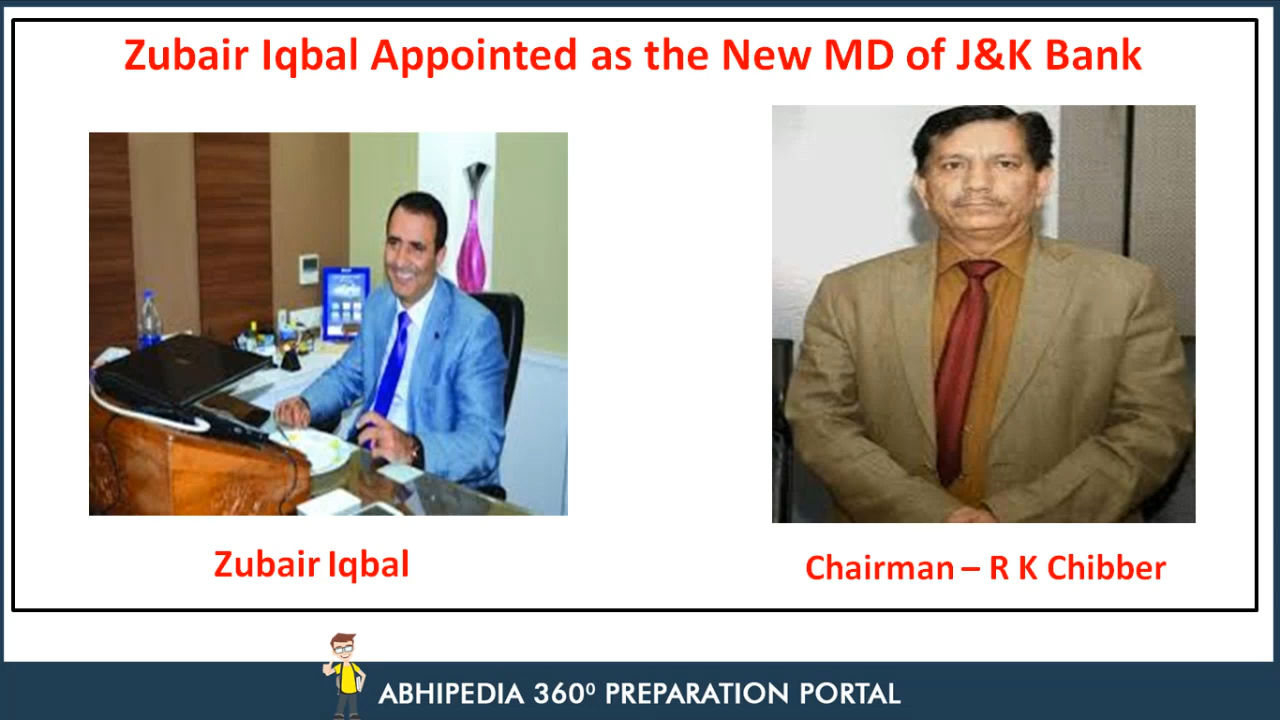 Zubair Iqbal Appointed as the New MD of J&K Bank
Zubair Iqbal
Chairman – R K Chibber
ABHIPEDIA 360⁰ PREPARATION PORTAL